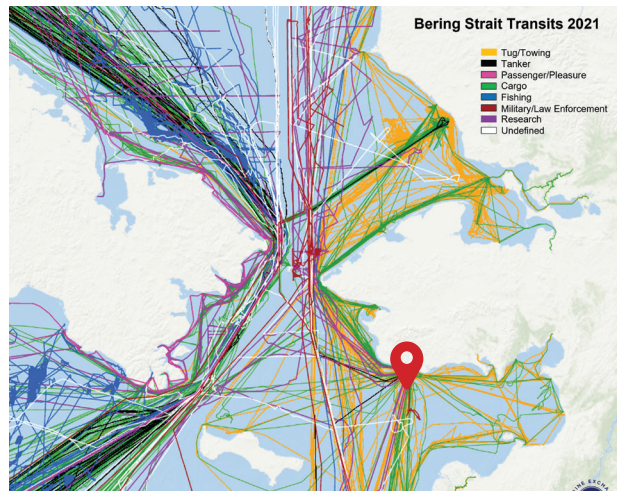 Bering Strait Transits 2021
Tug/Towing
Tanker
Passenger/Pleasure
Cargo
Fishing
Military/Law Enforcement
Research
Undefined